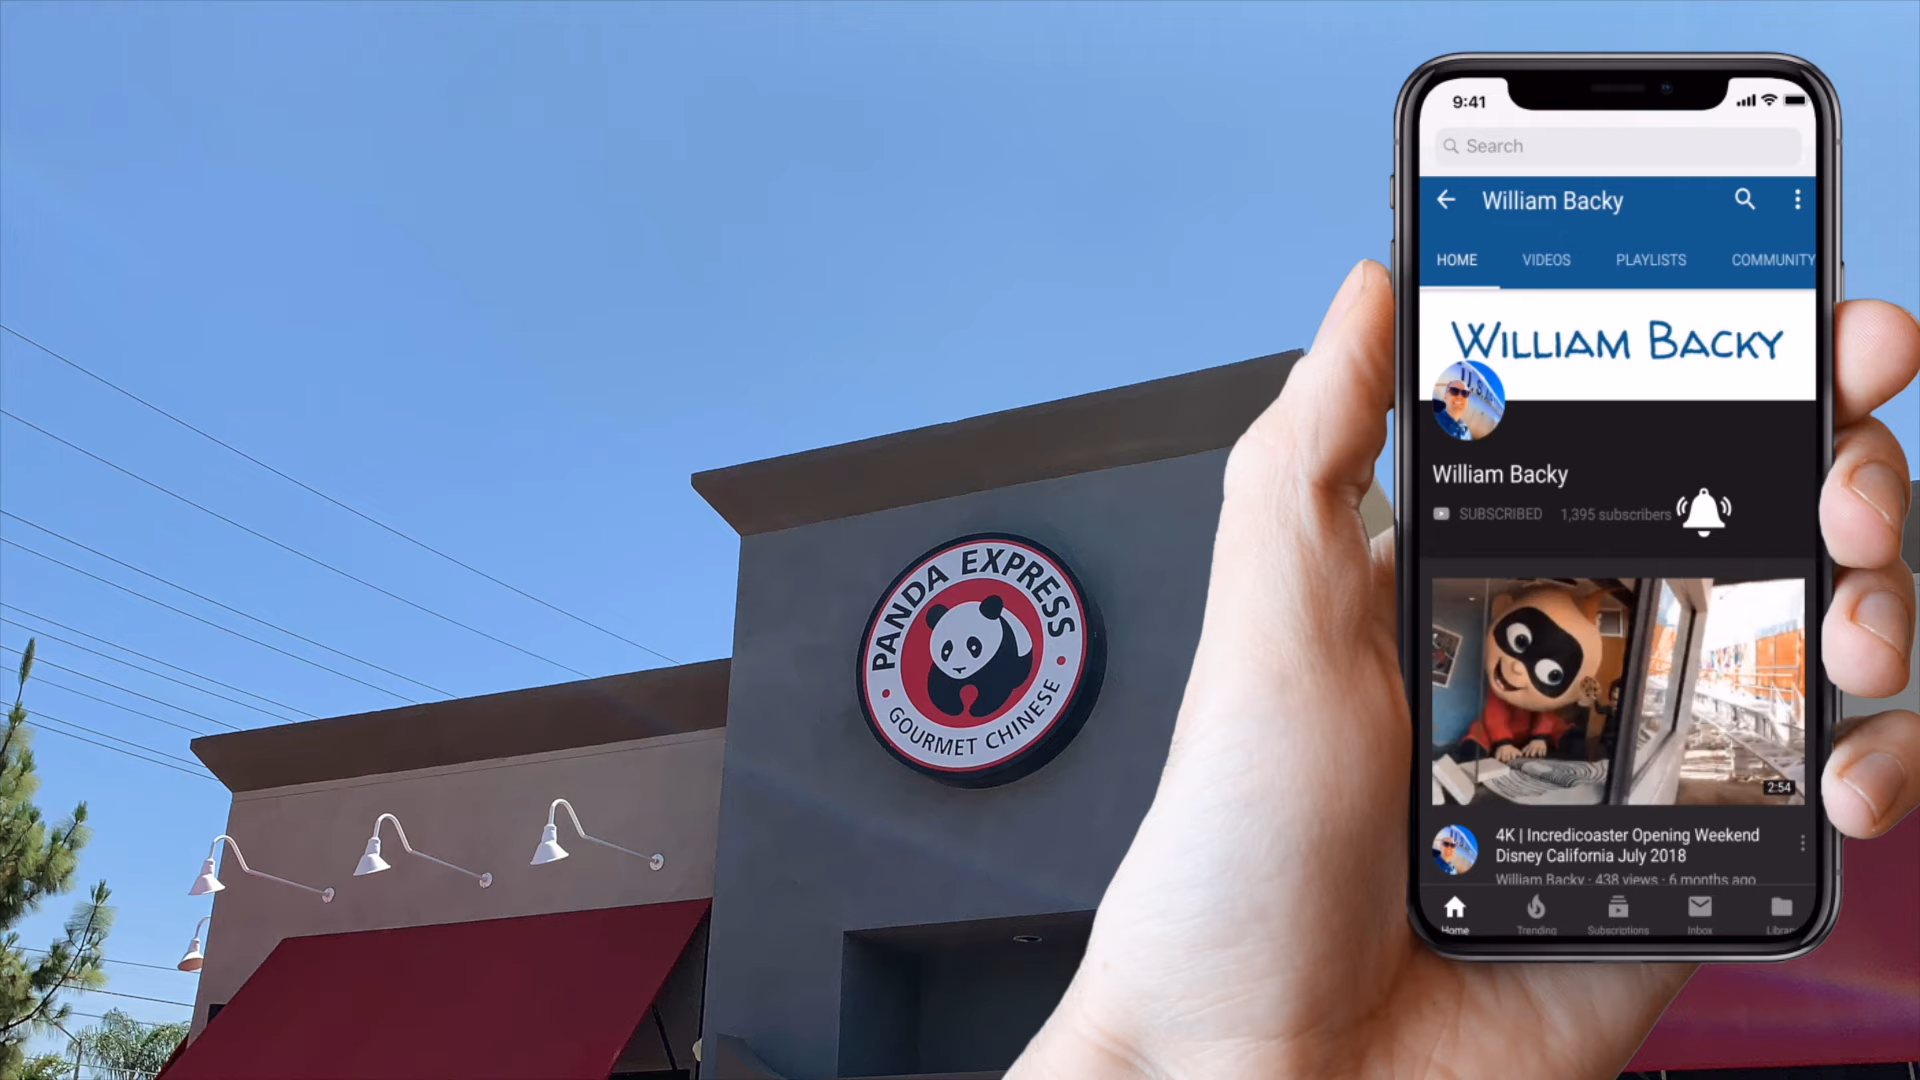 PANDA EXPRESS
GOURMET CHINESE
9:41
Search
William Backy
HOME VIDEOS PLAYLISTS COMMUNITY
WILLIAM BACKY
William Backy
SUBSCRIBED 1,395 subscribers
2:54
4K | Incredicoaster Opening Weekend
Disney California July 2018
William Backy · 438 views · 6 months ago
Home Trending Subscriptions Inbox Librar